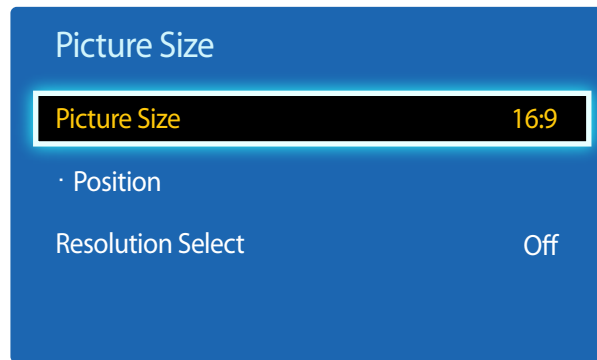 Picture Size
Picture Size 16:9
· Position
Resolution Select Off